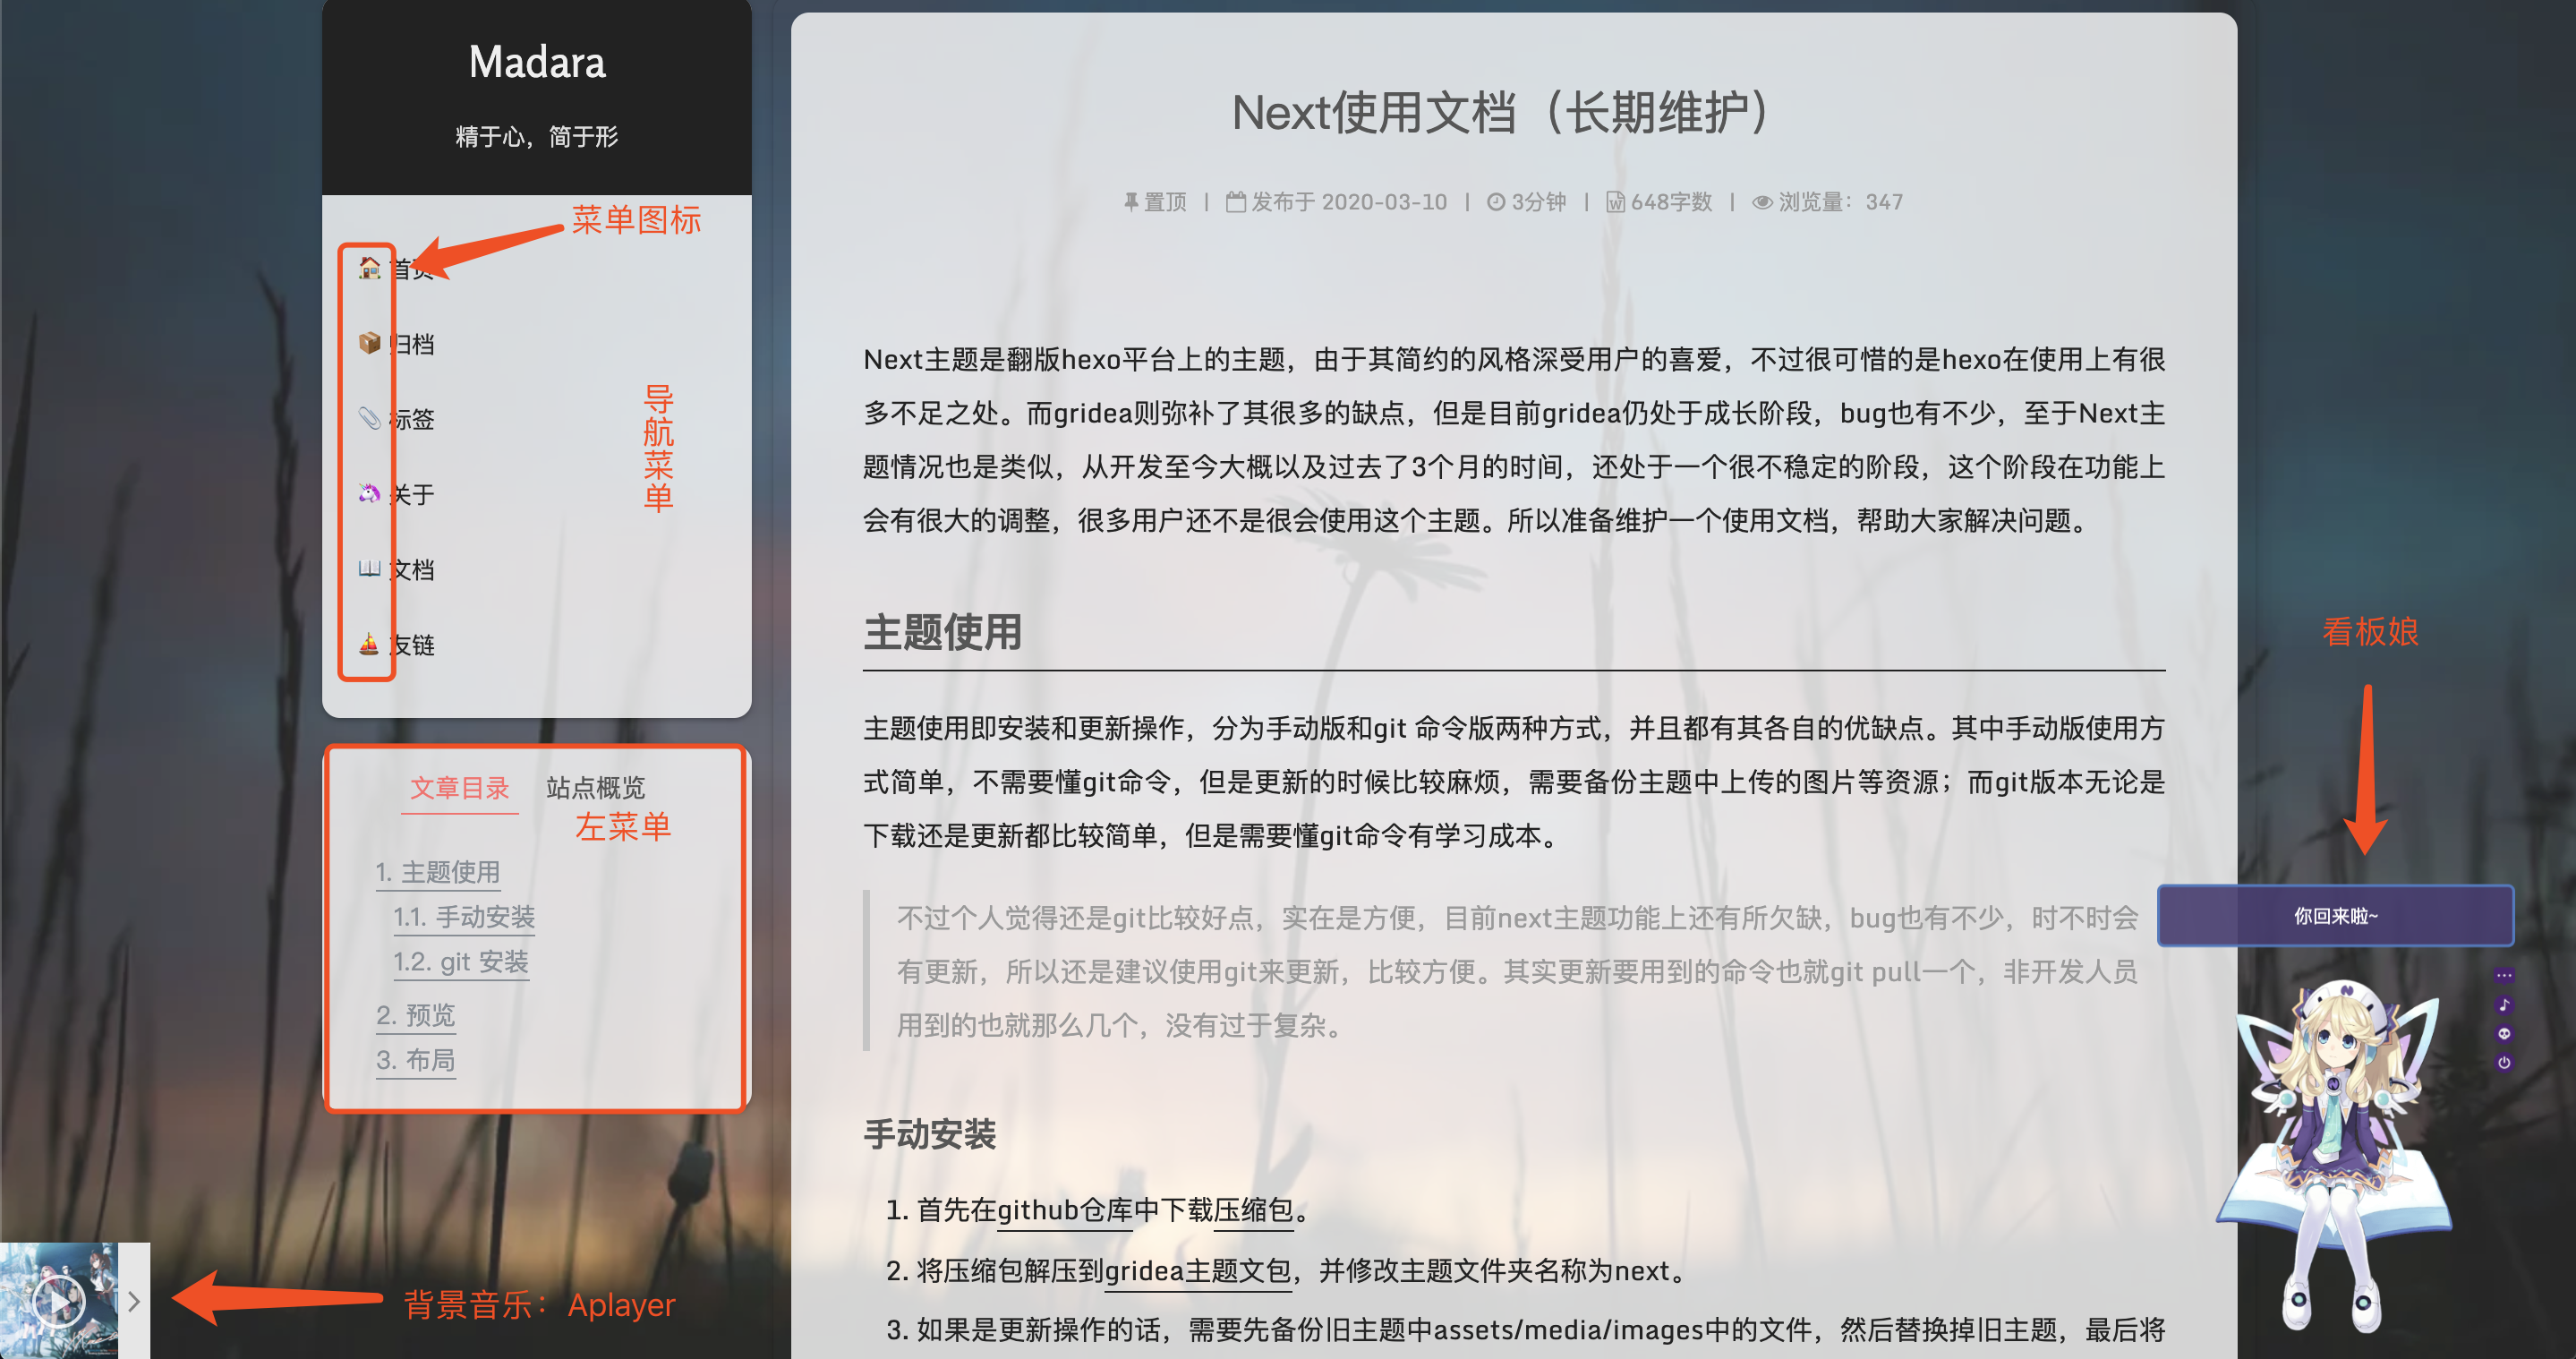 Madara
精于心，简于形
菜单图标
首页
归档
标签
关于
文档
友链
导航菜单
文章目录 站点概览
左菜单
1. 主题使用
1.1. 手动安装
1.2. git 安装
2. 预览
3. 布局
背景音乐：Aplayer
Next使用文档（长期维护）
置顶 | 发布于 2020-03-10 | 3分钟 | 648字数 | 浏览量：347
Next主题是翻版hexo平台上的主题，由于其简约的风格深受用户的喜爱，不过很可惜的是hexo在使用上有很
多不足之处。而gridea则弥补了其很多的缺点，但是目前gridea仍处于成长阶段，bug也有不少，至于Next主
题情况也是类似，从开发至今大概以及过去了3个月的时间，还处于一个很不稳定的阶段，这个阶段在功能上
会有很大的调整，很多用户还不是很会使用这个主题。所以准备维护一个使用文档，帮助大家解决问题。
主题使用
主题使用即安装和更新操作，分为手动版和git 命令版两种方式，并且都有其各自的优缺点。其中手动版使用方
式简单，不需要懂git命令，但是更新的时候比较麻烦，需要备份主题中上传的图片等资源；而git版本无论是
下载还是更新都比较简单，但是需要懂git命令有学习成本。
不过个人觉得还是git比较好点，实在是方便，目前next主题功能上还有所欠缺，bug也有不少，时不时会
有更新，所以还是建议使用git来更新，比较方便。其实更新要用到的命令也就git pull一个，非开发人员
用到的也就那么几个，没有过于复杂。
手动安装
1. 首先在github仓库中下载压缩包。
2. 将压缩包解压到gridea主题文包，并修改主题文件夹名称为next。
3. 如果是更新操作的话，需要先备份旧主题中assets/media/images中的文件，然后替换掉旧主题，最后将
看板娘
你回来啦~